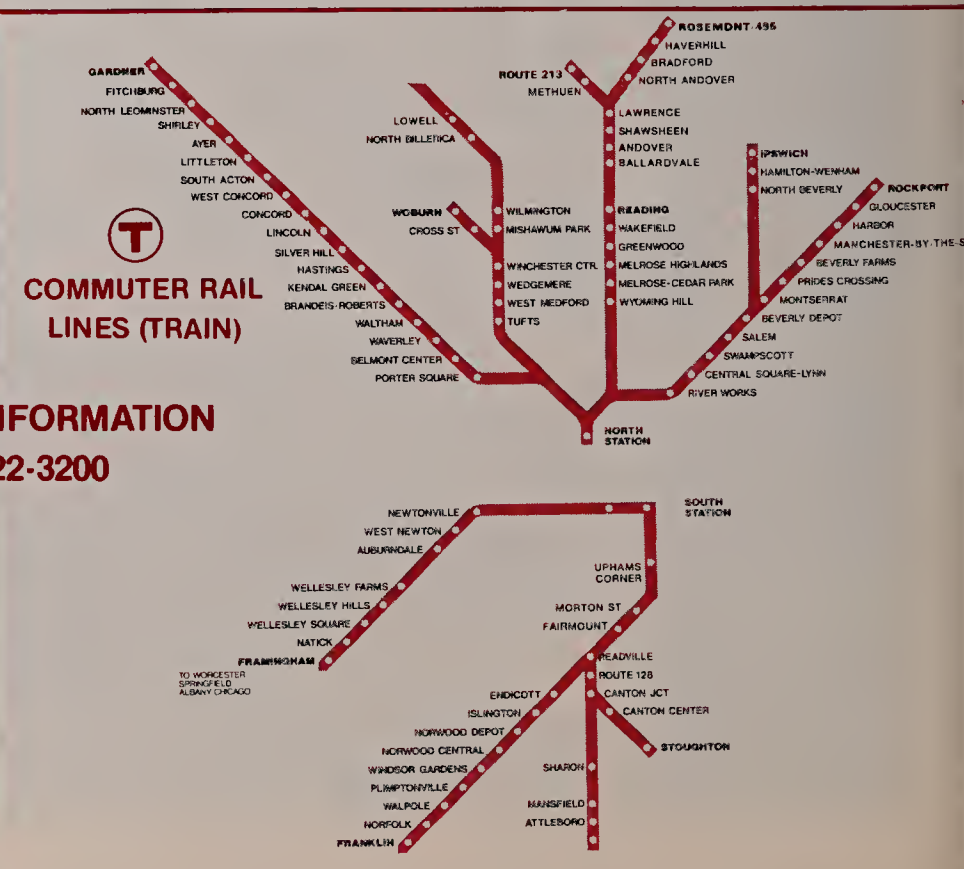 T
COMMUTER RAIL
LINES (TRAIN)
NFORMATION
22-3200
GARDNER
FITCHBURG
NORTH LEOMINSTER
SHIRLEY
AYER
LITTLETON
SOUTH ACTON
WEST CONCORD
CONCORD
LINCOLN
SILVER HILL
HASTINGS
KENDAL GREEN
BRANDEIS-ROBERTS
WALTHAM
WAVERLEY
BELMONT CENTER
PORTER SQUARE
LOWELL
NORTH BILLERICA
WOBURN
CROSS ST
WILMINGTON
MISHAWUM PARK
WINCHESTER CTR.
WEDGEMERE
WEST MEDFORD
TUFTS
ROUTE 213
METHUEN
ROSEMONT-495
HAVERHILL
BRADFORD
NORTH ANDOVER
LAWRENCE
SHAWSHEEN
ANDOVER
BALLARDVALE
READING
WAKEFIELD
GREENWOOD
MELROSE HIGHLANDS
MELROSE-CEDAR PARK
WYOMING HILL
IPSWICH
HAMILTON-WENHAM
NORTH BEVERLY
ROCKPORT
GLOUCESTER
HARBOR
MANCHESTER-BY-THE-S
BEVERLY FARMS
PRIDES CROSSING
MONTSERRAT
BEVERLY DEPOT
SALEM
SWAMPSCOTT
CENTRAL SQUARE-LYNN
RIVER WORKS
NORTH
STATION
SOUTH
STATION
NEWTONVILLE
WEST NEWTON
AUBURNDALE
WELLESLEY FARMS
WELLESLEY HILLS
WELLESLEY SQUARE
NATICK
FRAMINGHAM
TO WORCESTER
SPRINGFIELD
ALBANY CHICAGO
UPHAMS
CORNER
MORTON ST
FAIRMOUNT
READVILLE
ROUTE 128
CANTON JCT
CANTON CENTER
STOUGHTON
SHARON
MANSFIELD
ATTLEBORO
ENDICOTT
ISLINGTON
NORWOOD DEPOT
NORWOOD CENTRAL
WINDSOR GARDENS
PLIMPTONVILLE
WALPOLE
NORFOLK
FRANKLIN